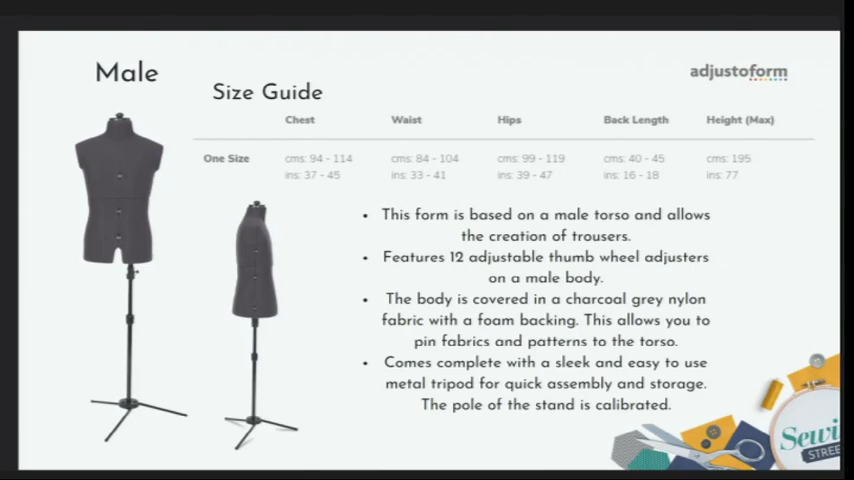 Male
adjustoform
Size Guide
Chest Waist Hips Back Length Height (Max)
One Size cms: 94 - 114 cms: 84 - 104 cms: 99 - 119 cms: 40 - 45 cms: 195
ins: 37 - 45 ins: 33 - 41 ins: 39 - 47 ins: 16 - 18 ins: 77
• This form is based on a male torso and allows
the creation of trousers.
• Features 12 adjustable thumb wheel adjusters
on a male body.
• The body is covered in a charcoal grey nylon
fabric with a foam backing. This allows you to
pin fabrics and patterns to the torso.
• Comes complete with a sleek and easy to use
metal tripod for quick assembly and storage.
The pole of the stand is calibrated.